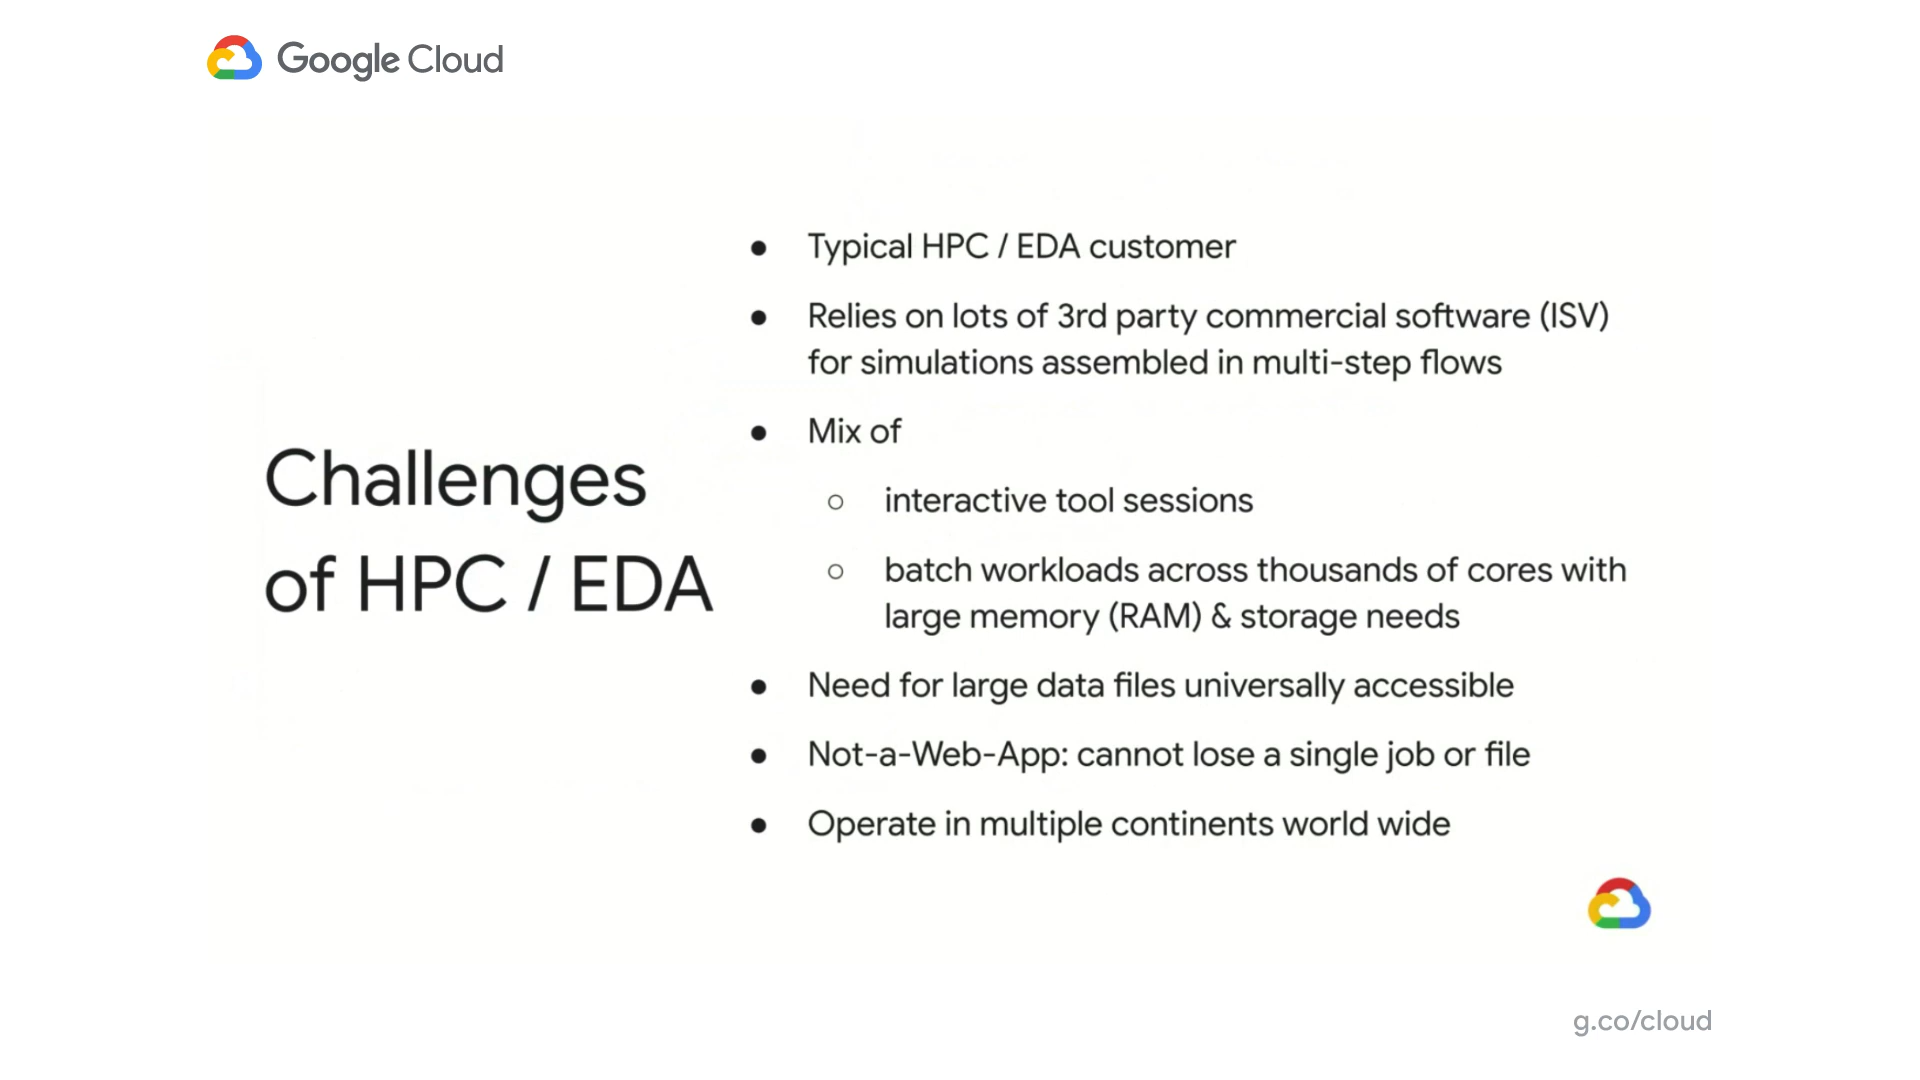 Google Cloud
Challenges
of HPC / EDA
● Typical HPC / EDA customer
● Relies on lots of 3rd party commercial software (ISV)
for simulations assembled in multi-step flows
● Mix of
○ interactive tool sessions
○ batch workloads across thousands of cores with
large memory (RAM) & storage needs
● Need for large data files universally accessible
● Not-a-Web-App: cannot lose a single job or file
● Operate in multiple continents world wide
g.co/cloud